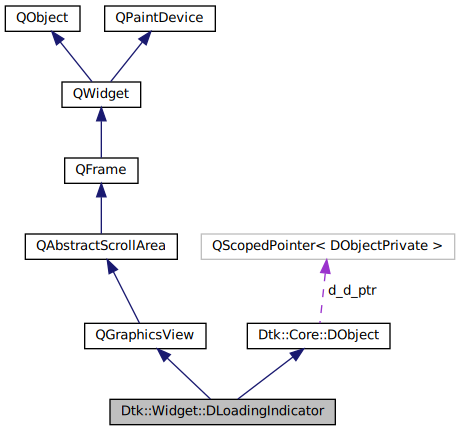 QObject
QPaintDevice
QWidget
QFrame
QAbstractScrollArea
QScopedPointer< DObjectPrivate >
d_d_ptr
QGraphicsView
Dtk::Core::DObject
Dtk::Widget::DLoadingIndicator